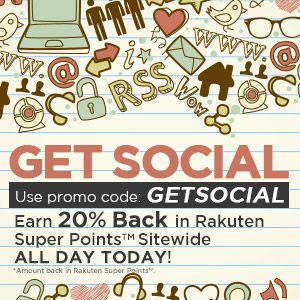 www
www
RSS
Wow
www
GET SOCIAL
Use promo code: GETSOCIAL
Earn 20% Back in Rakuten
Super Points™ Sitewide
ALL DAY TODAY!
*Amount back in Rakuten Super Points™.